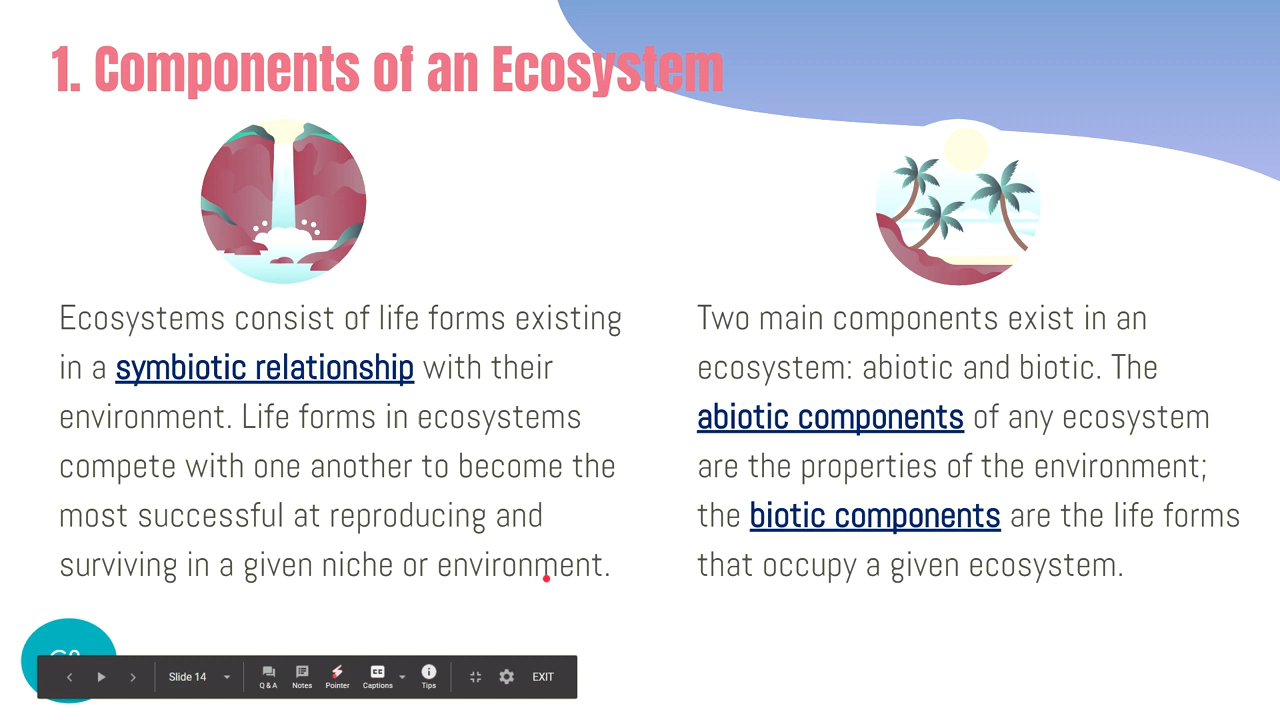 1. Components of an Ecosystem
Ecosystems consist of life forms existing
in a symbiotic relationship with their
environment. Life forms in ecosystems
compete with one another to become the
most successful at reproducing and
surviving in a given niche or environment.
Two main components exist in an
ecosystem: abiotic and biotic. The
abiotic components of any ecosystem
are the properties of the environment;
the biotic components are the life forms
that occupy a given ecosystem.
Slide 14
Q & A
Notes
Pointer
Captions
Tips
EXIT